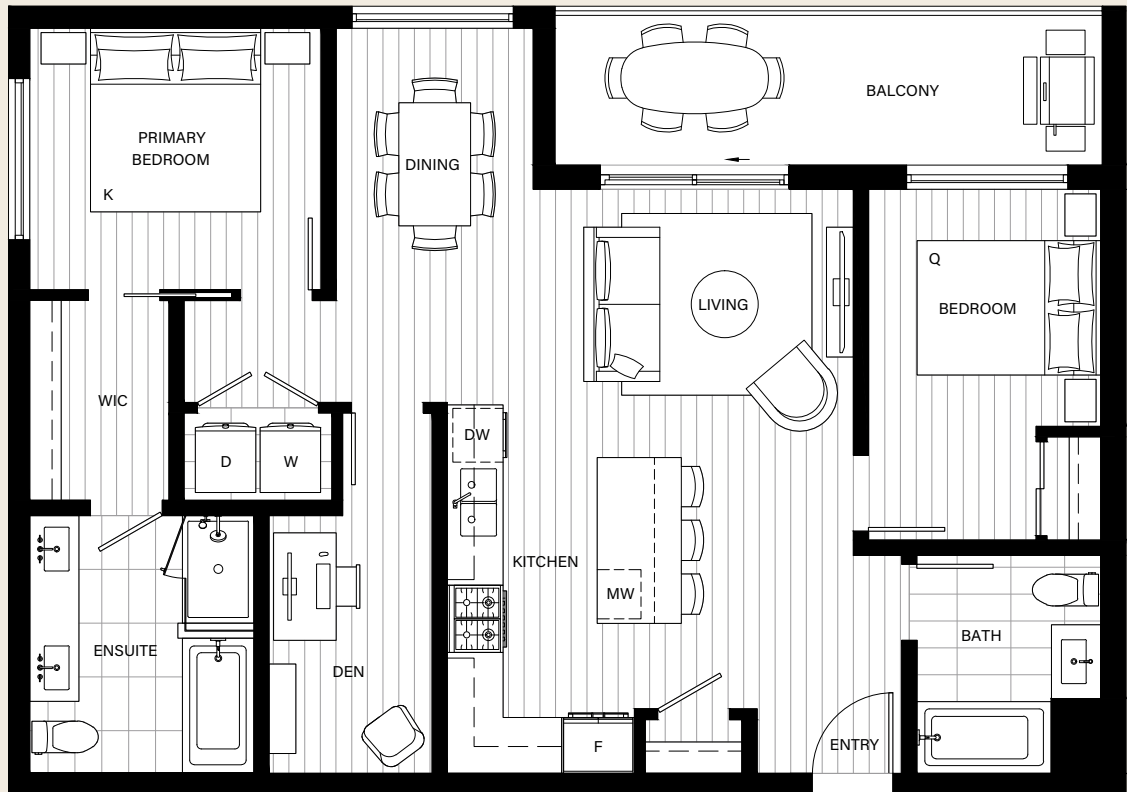 BALCONY
PRIMARY
BEDROOM
K
DINING
Q
LIVING
BEDROOM
WIC
DW
D
W
KITCHEN
MW
ENSUITE
BATH
DEN
F
ENTRY